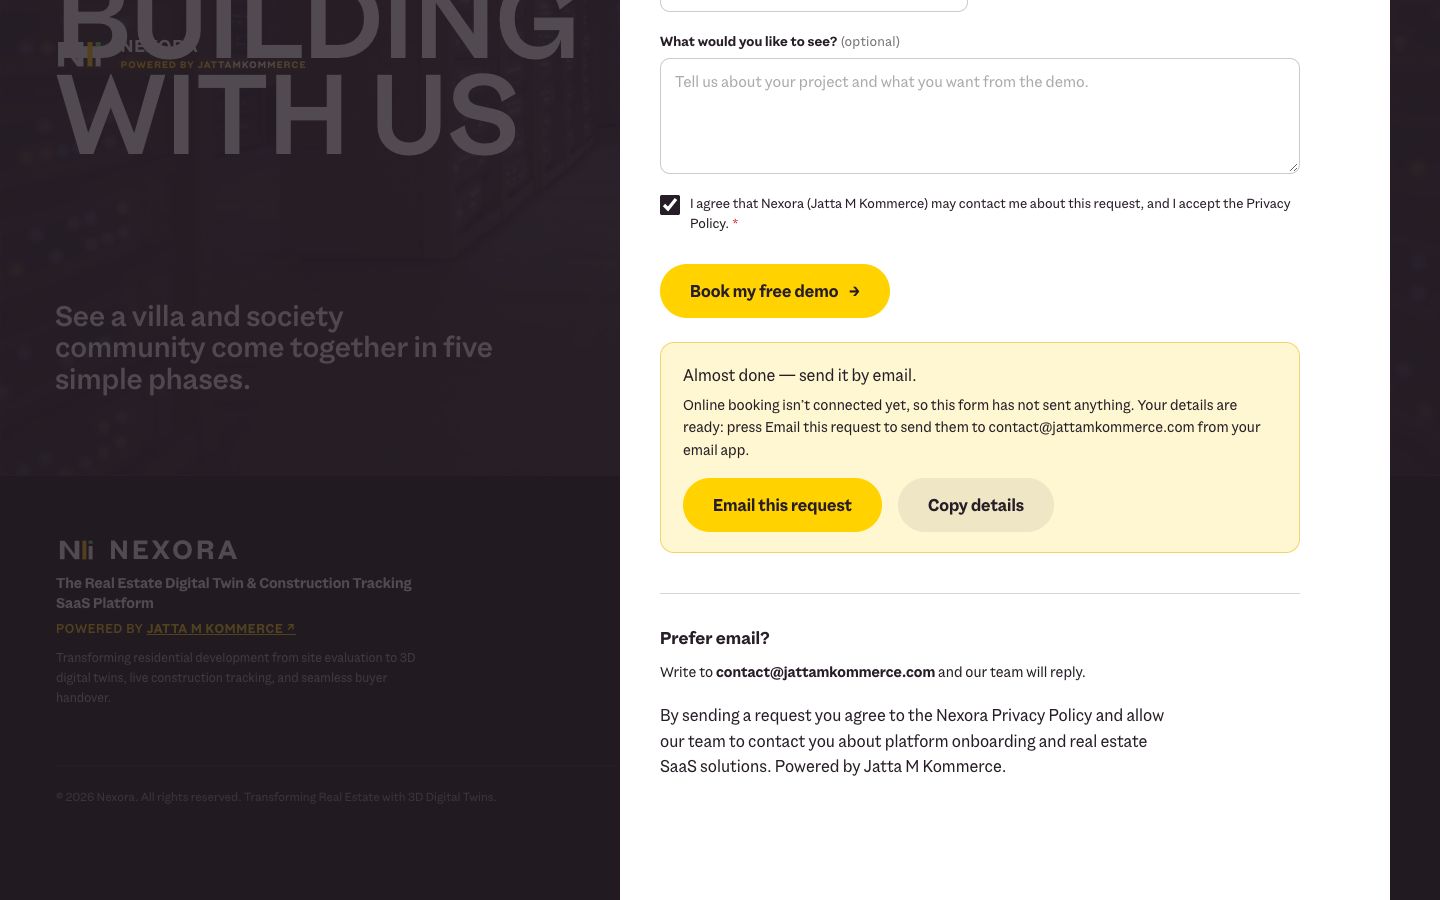 BUILDING
NEXORA
POWERED BY JATTAMKOMMERCE
WITH US
See a villa and society
community come together in five
simple phases.
NEXORA
The Real Estate Digital Twin & Construction Tracking
SaaS Platform
POWERED BY JATTA M KOMMERCE ↗
Transforming residential development from site evaluation to 3D
digital twins, live construction tracking, and seamless buyer
handover.
© 2026 Nexora. All rights reserved. Transforming Real Estate with 3D Digital Twins.
What would you like to see? (optional)
Tell us about your project and what you want from the demo.
I agree that Nexora (Jatta M Kommerce) may contact me about this request, and I accept the Privacy
Policy. *
Book my free demo →
Almost done — send it by email.
Online booking isn't connected yet, so this form has not sent anything. Your details are
ready: press Email this request to send them to contact@jattamkommerce.com from your
email app.
Email this request
Copy details
Prefer email?
Write to contact@jattamkommerce.com and our team will reply.
By sending a request you agree to the Nexora Privacy Policy and allow
our team to contact you about platform onboarding and real estate
SaaS solutions. Powered by Jatta M Kommerce.